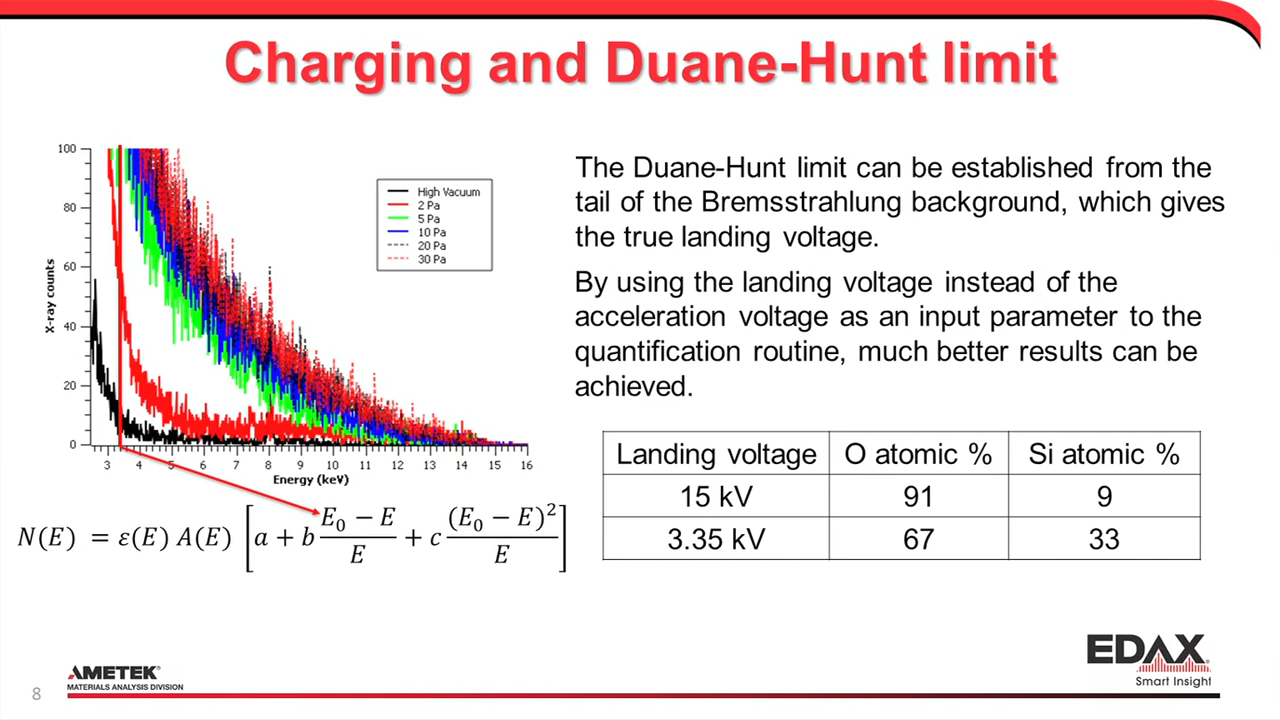 Charging and Duane-Hunt limit
100
80
60
40
20
0
X-ray counts
High Vacuum
2 Pa
5 Pa
10 Pa
20 Pa
30 Pa
3 4 5 6 7 8 9 10 11 12 13 14 15 16
Energy (keV)
N(E) = ε(E) A(E) [a + b (E₀ − E)/E + c (E₀ − E)²/E]
The Duane-Hunt limit can be established from the
tail of the Bremsstrahlung background, which gives
the true landing voltage.
By using the landing voltage instead of the
acceleration voltage as an input parameter to the
quantification routine, much better results can be
achieved.
Landing voltage O atomic % Si atomic %
15 kV 91 9
3.35 kV 67 33
EDAX
Smart Insight
AMETEK®
MATERIALS ANALYSIS DIVISION
8